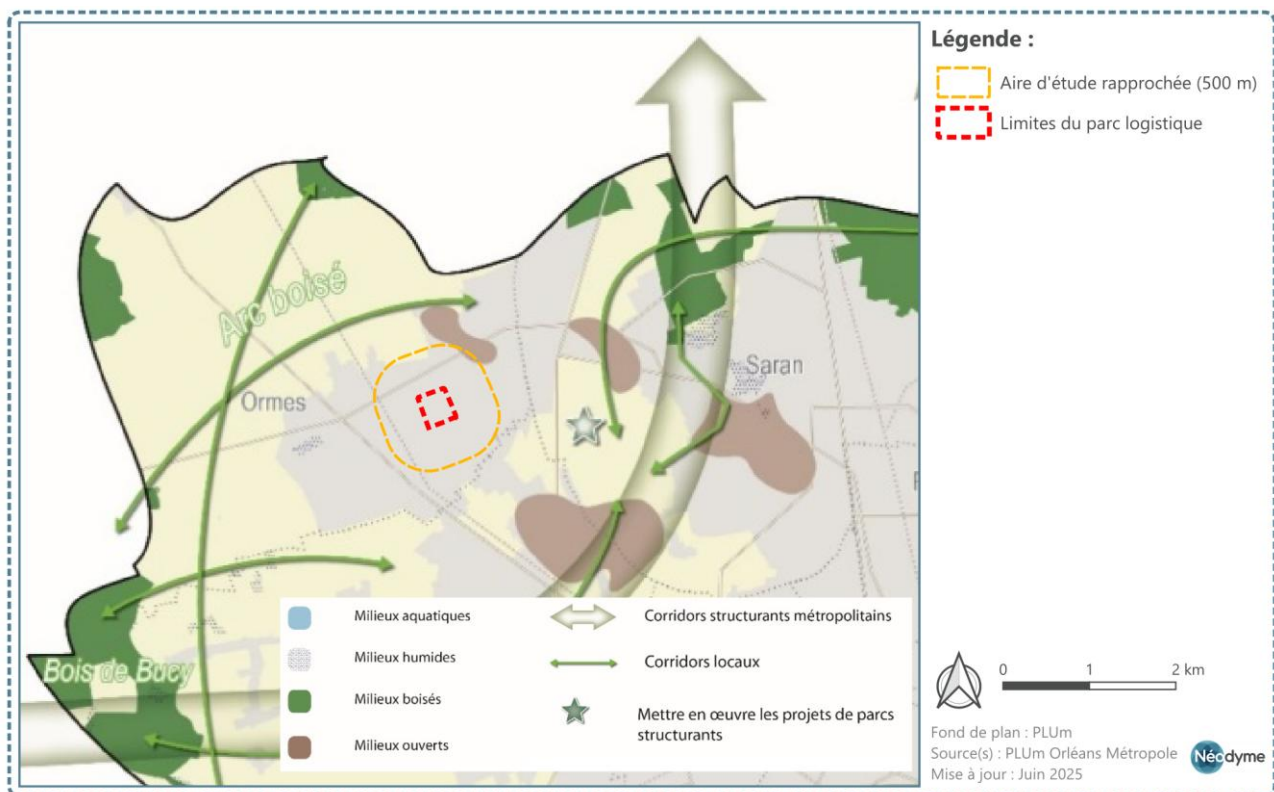 Arc boisé
Ormes
Saran
Bois de Bucy
Milieux aquatiques
Milieux humides
Milieux boisés
Milieux ouverts
Corridors structurants métropolitains
Corridors locaux
Mettre en œuvre les projets de parcs
structurants
Légende :
Aire d'étude rapprochée (500 m)
Limites du parc logistique
0 1 2 km
Fond de plan : PLUm
Source(s) : PLUm Orléans Métropole
Mise à jour : Juin 2025
Néodyme